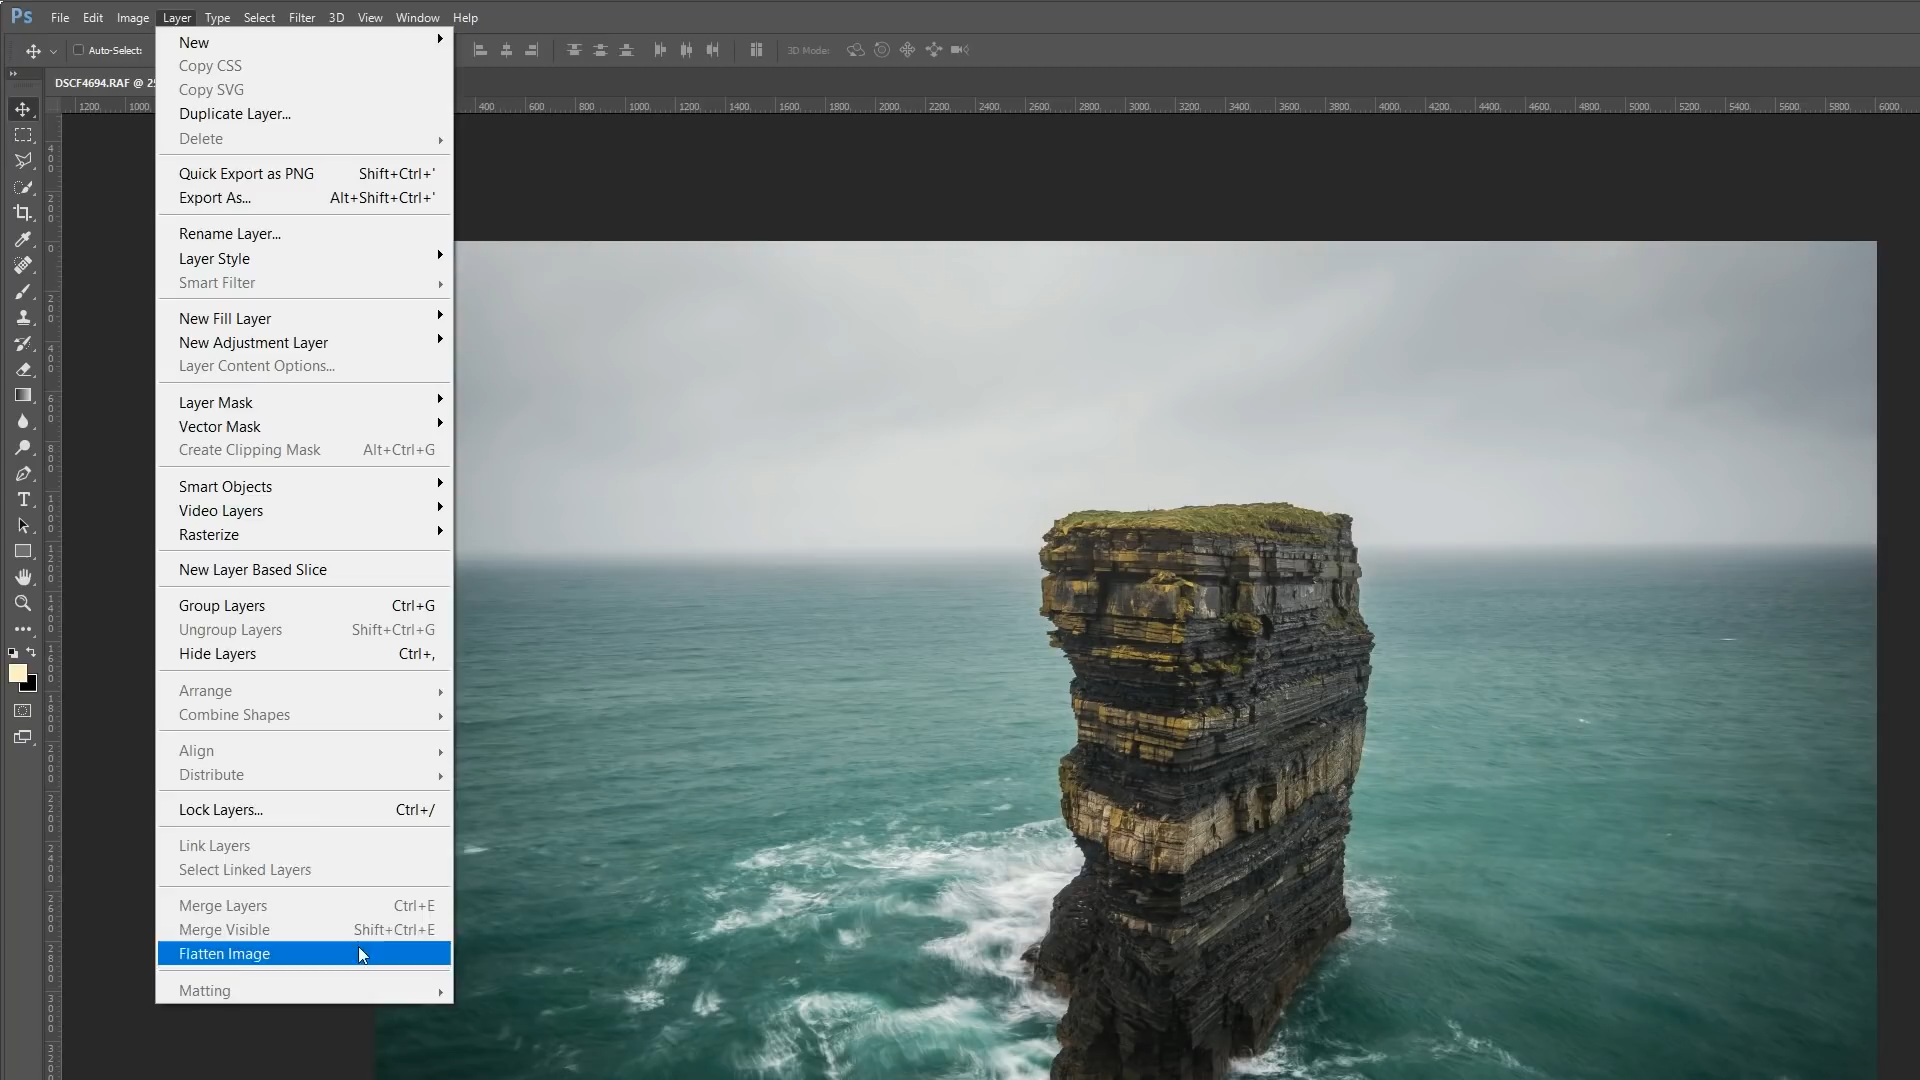 Ps File Edit Image Layer Type Select Filter 3D View Window Help
Auto-Select: 3D Mode:
DSCF4694.RAF @ 25
1200 1000 400 600 800 1000 1200 1400 1600 1800 2000 2200 2400 2600 2800 3000 3200 3400 3600 3800 4000 4200 4400 4600 4800 5000 5200 5400 5600 5800 6000
New
Copy CSS
Copy SVG
Duplicate Layer...
Delete
Quick Export as PNG Shift+Ctrl+'
Export As... Alt+Shift+Ctrl+'
Rename Layer...
Layer Style
Smart Filter
New Fill Layer
New Adjustment Layer
Layer Content Options...
Layer Mask
Vector Mask
Create Clipping Mask Alt+Ctrl+G
Smart Objects
Video Layers
Rasterize
New Layer Based Slice
Group Layers Ctrl+G
Ungroup Layers Shift+Ctrl+G
Hide Layers Ctrl+,
Arrange
Combine Shapes
Align
Distribute
Lock Layers... Ctrl+/
Link Layers
Select Linked Layers
Merge Layers Ctrl+E
Merge Visible Shift+Ctrl+E
Flatten Image
Matting